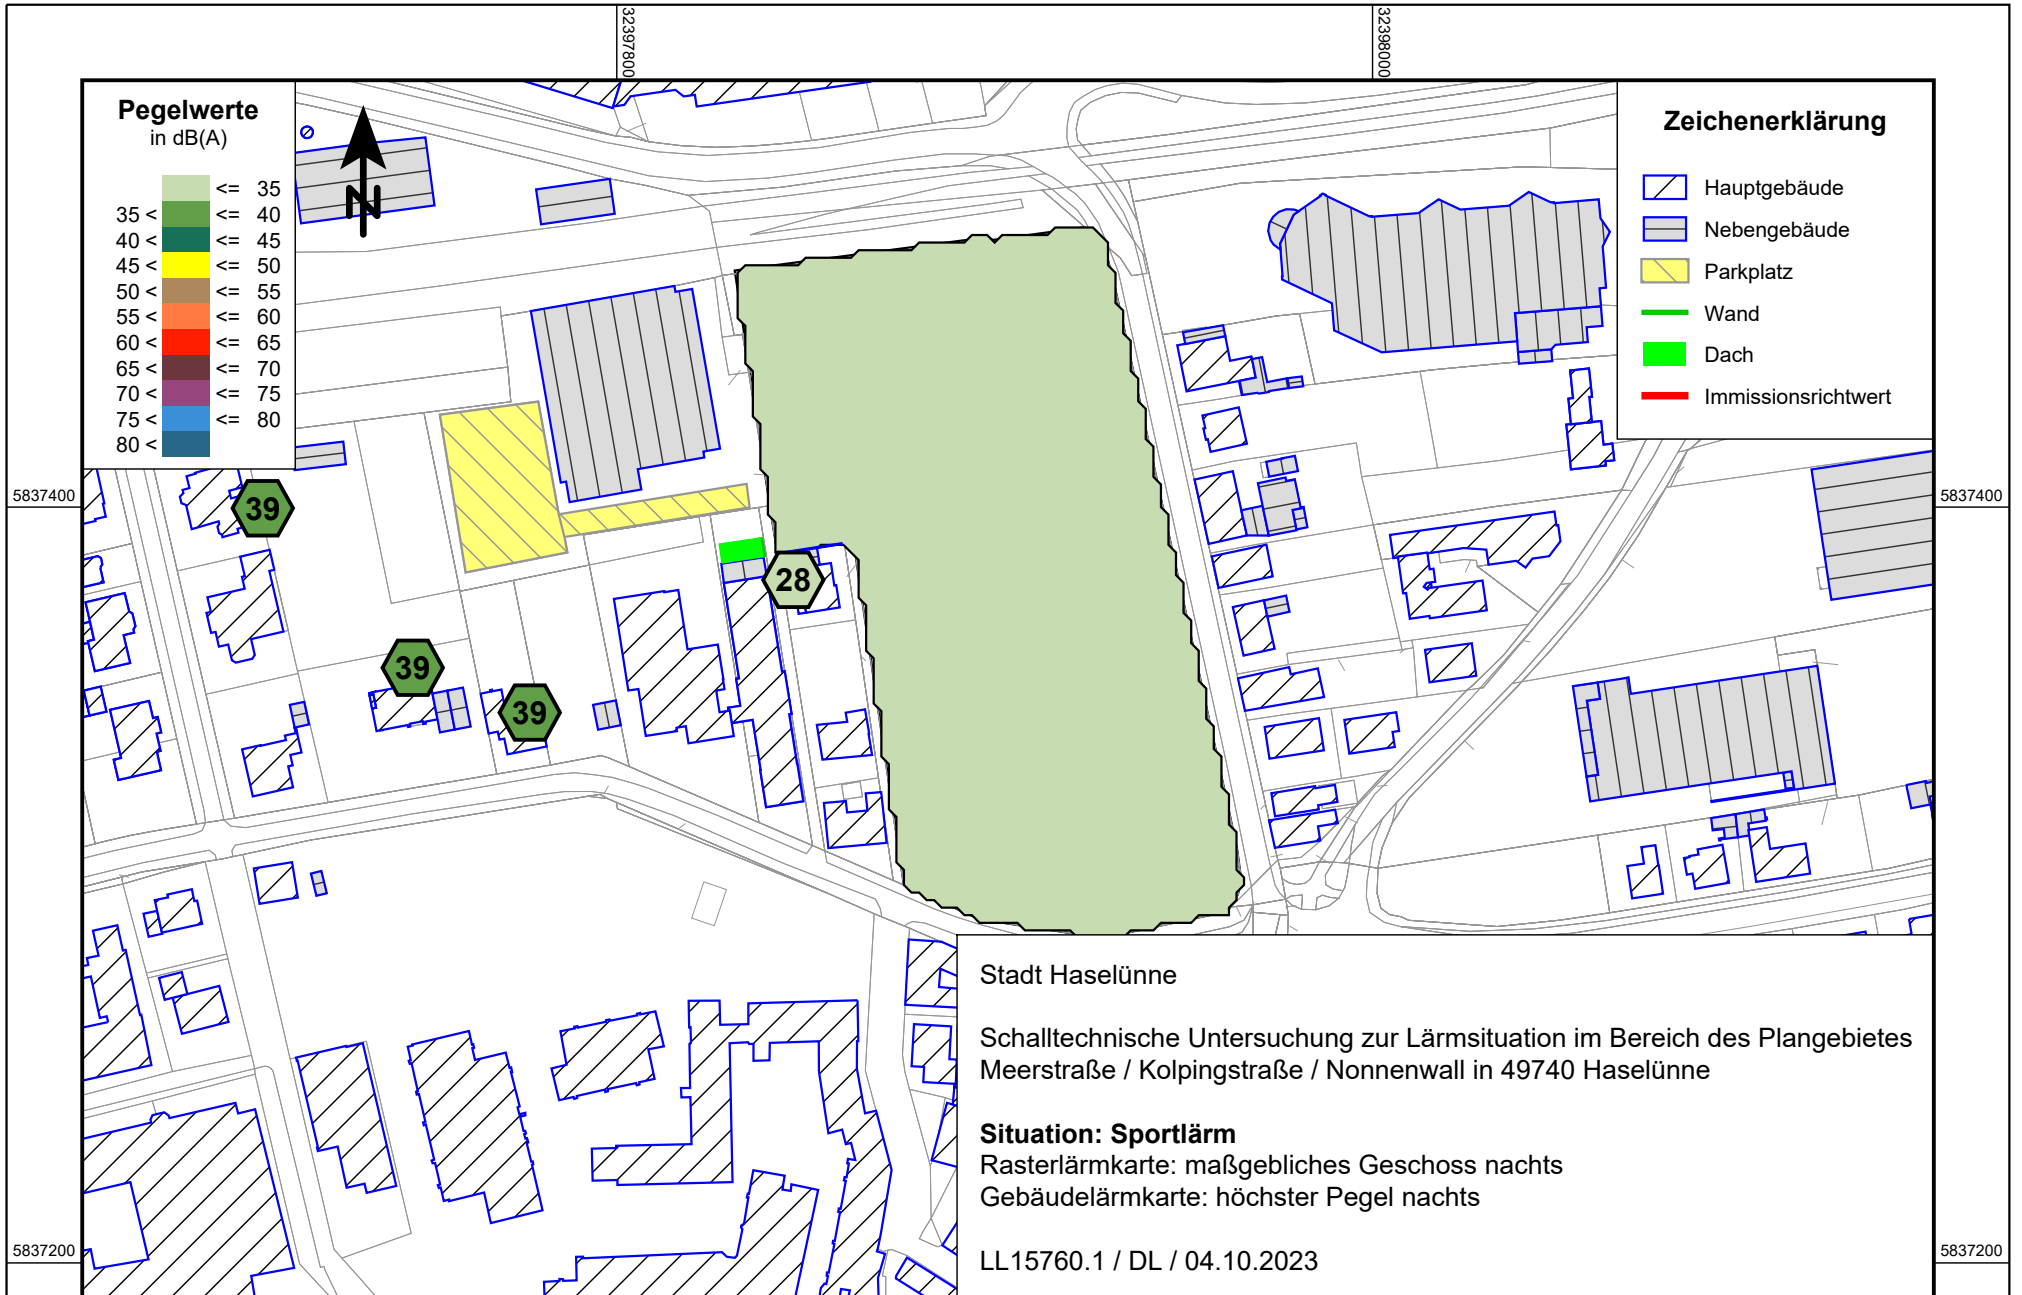 32397800
32398000
Pegelwerte
in dB(A)
<= 35
35 < <= 40
40 < <= 45
45 < <= 50
50 < <= 55
55 < <= 60
60 < <= 65
65 < <= 70
70 < <= 75
75 < <= 80
80 <
N
Zeichenerklärung
Hauptgebäude
Nebengebäude
Parkplatz
Wand
Dach
Immissionsrichtwert
5837400
5837400
39
28
39
39
Stadt Haselünne
Schalltechnische Untersuchung zur Lärmsituation im Bereich des Plangebietes
Meerstraße / Kolpingstraße / Nonnenwall in 49740 Haselünne
Situation: Sportlärm
Rasterlärmkarte: maßgebliches Geschoss nachts
Gebäudelärmkarte: höchster Pegel nachts
LL15760.1 / DL / 04.10.2023
5837200
5837200